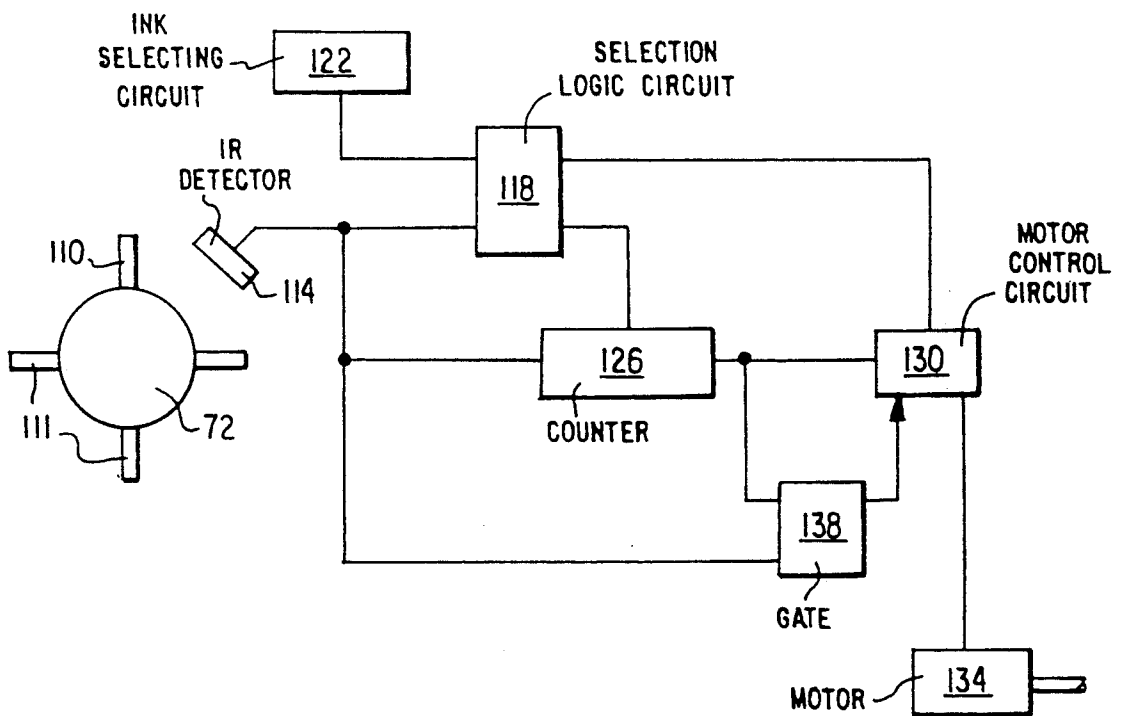 INK
SELECTING
CIRCUIT
122
SELECTION
LOGIC CIRCUIT
IR
DETECTOR
118
110
114
MOTOR
CONTROL
CIRCUIT
126
130
111
72
COUNTER
138
GATE
MOTOR
134